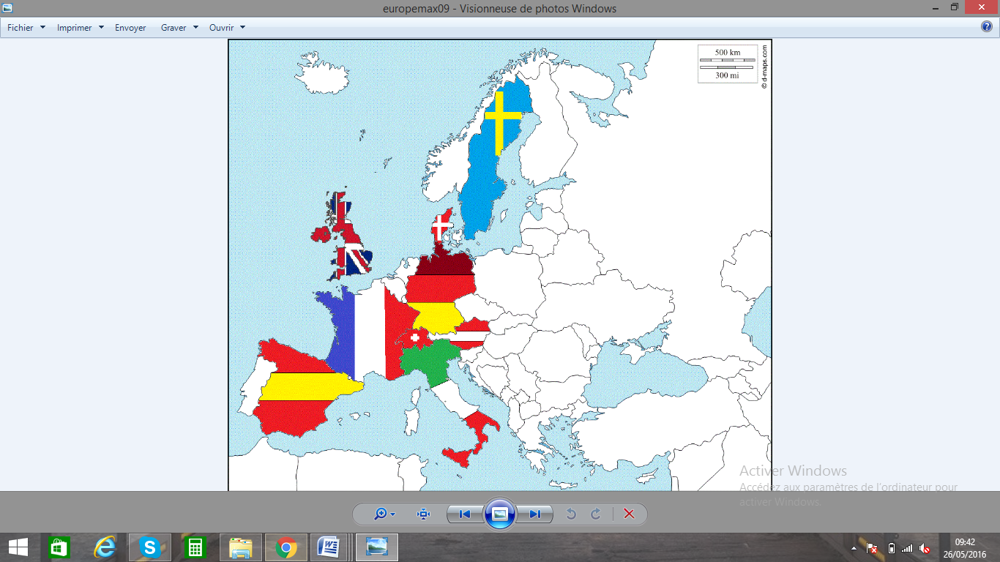 europemax09 - Visionneuse de photos Windows
Fichier Imprimer Envoyer Graver Ouvrir
500 km
300 mi
© d-maps.com
Activer Windows
Accédez aux paramètres de l'ordinateur pour
activer Windows.
09:42
26/05/2016